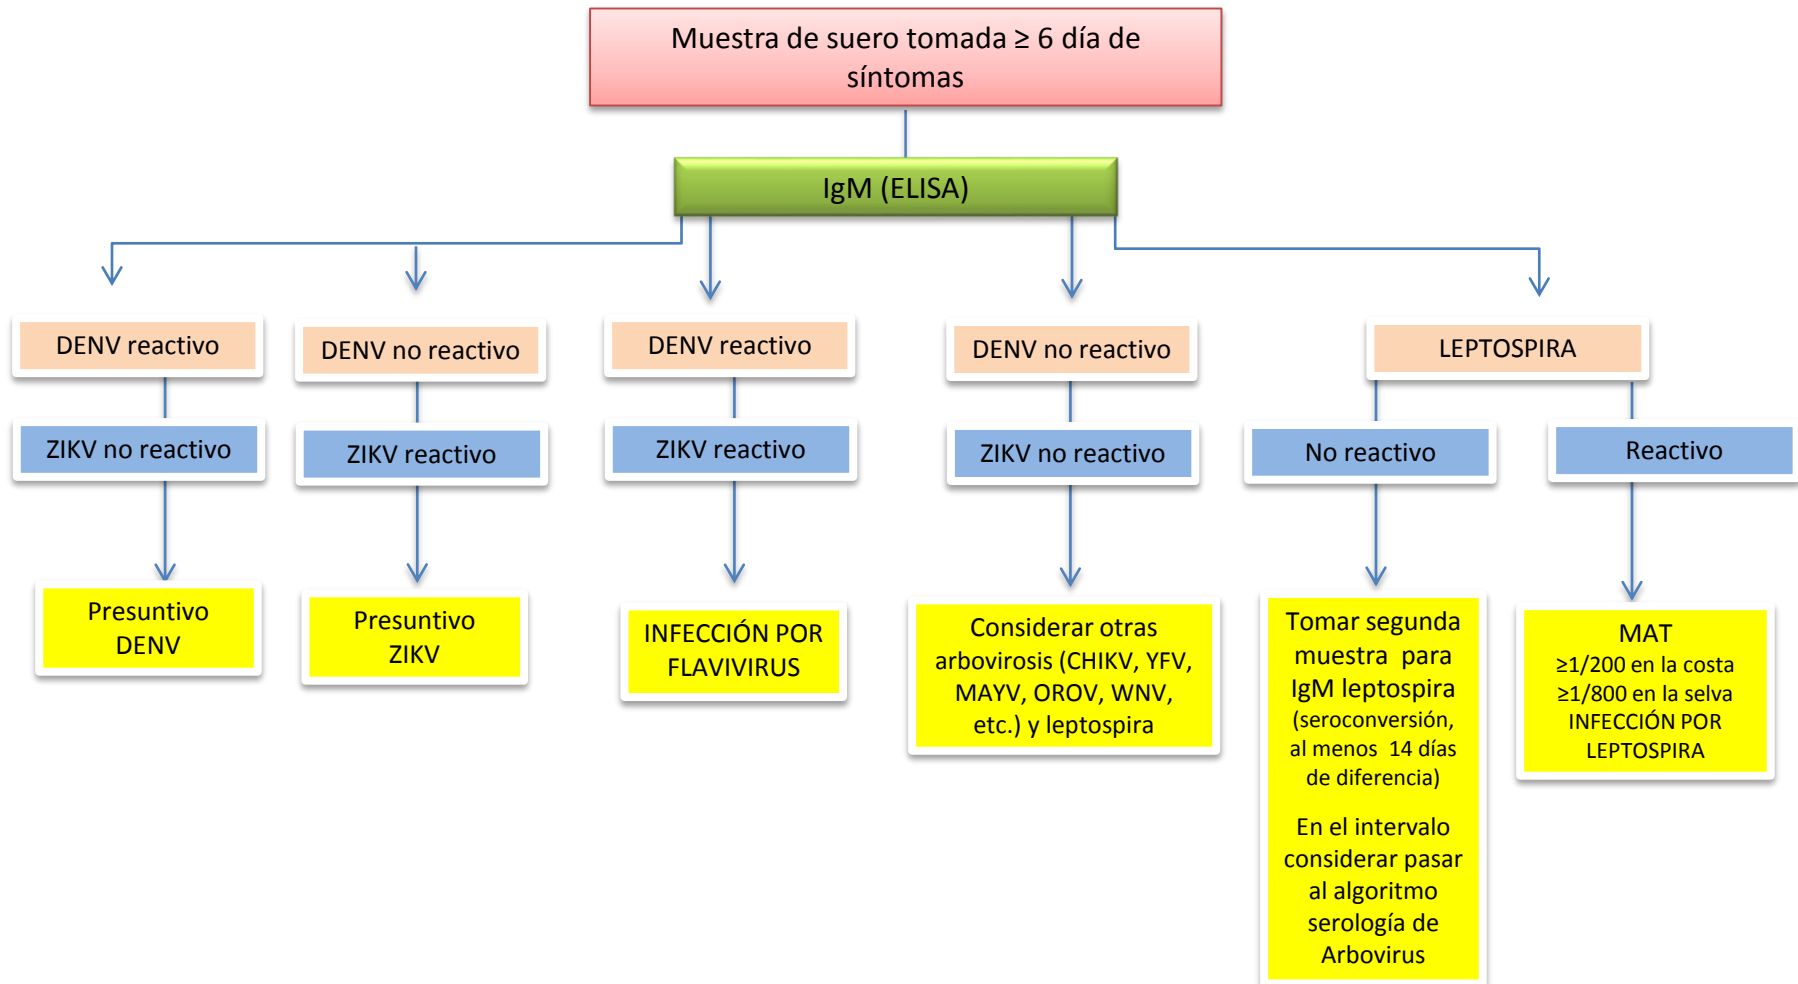 Muestra de suero tomada ≥ 6 día de
síntomas
IgM (ELISA)
DENV reactivo
DENV no reactivo
DENV reactivo
DENV no reactivo
LEPTOSPIRA
ZIKV no reactivo
ZIKV reactivo
ZIKV reactivo
ZIKV no reactivo
No reactivo
Reactivo
Presuntivo
DENV
Presuntivo
ZIKV
INFECCIÓN POR
FLAVIVIRUS
Considerar otras
arbovirosis (CHIKV, YFV,
MAYV, OROV, WNV,
etc.) y leptospira
Tomar segunda
muestra para
IgM leptospira
(seroconversión,
al menos 14 días
de diferencia)
En el intervalo
considerar pasar
al algoritmo
serología de
Arbovirus
MAT
≥1/200 en la costa
≥1/800 en la selva
INFECCIÓN POR
LEPTOSPIRA